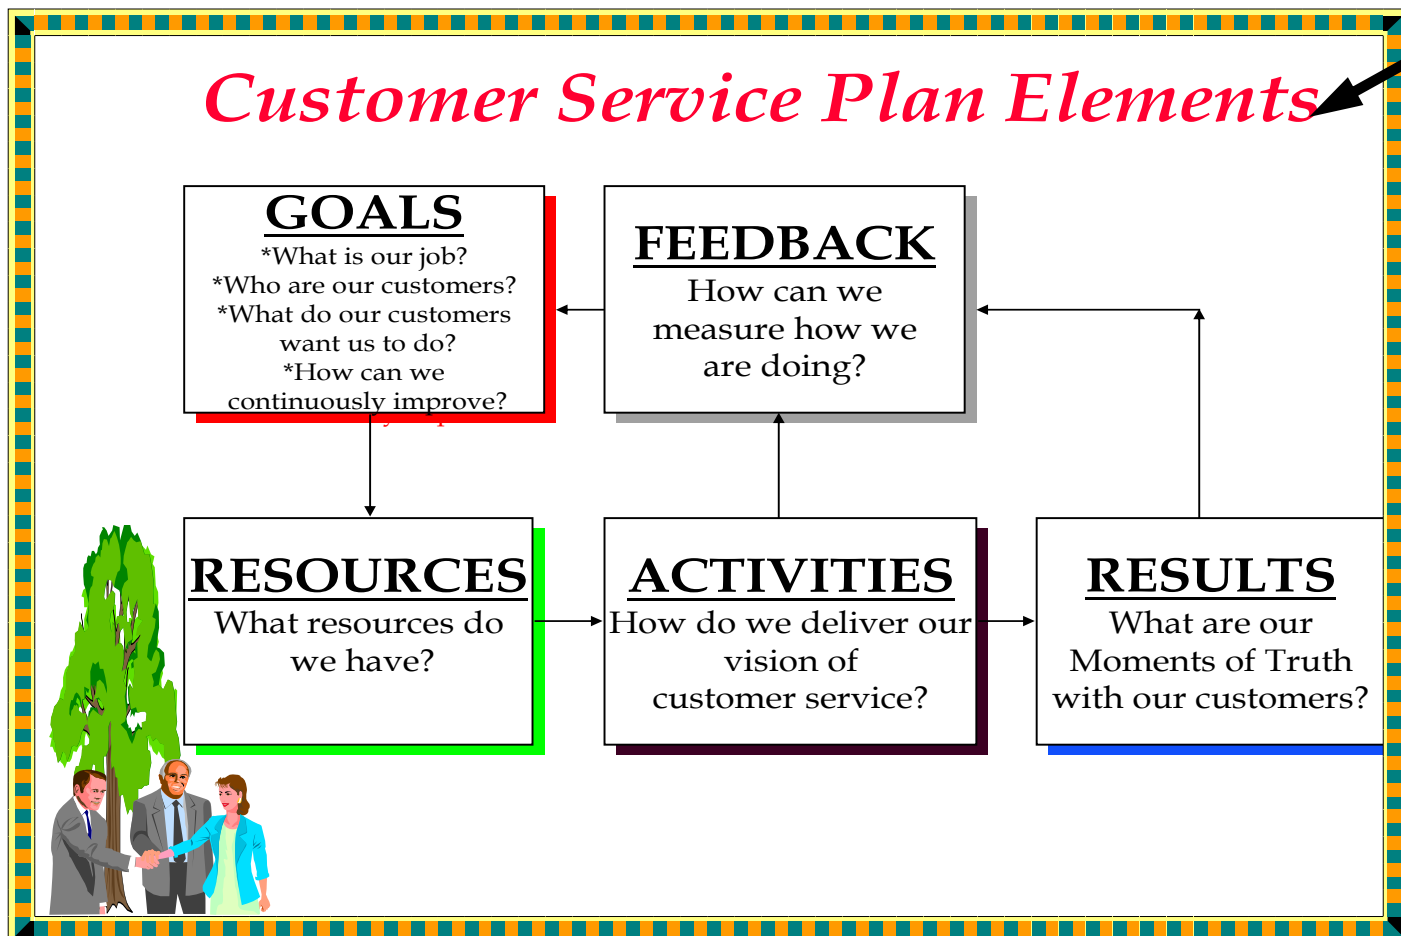 Customer Service Plan Elements
GOALS
*What is our job?
*Who are our customers?
*What do our customers
want us to do?
*How can we
continuously improve?
FEEDBACK
How can we
measure how we
are doing?
RESOURCES
What resources do
we have?
ACTIVITIES
How do we deliver our
vision of
customer service?
RESULTS
What are our
Moments of Truth
with our customers?